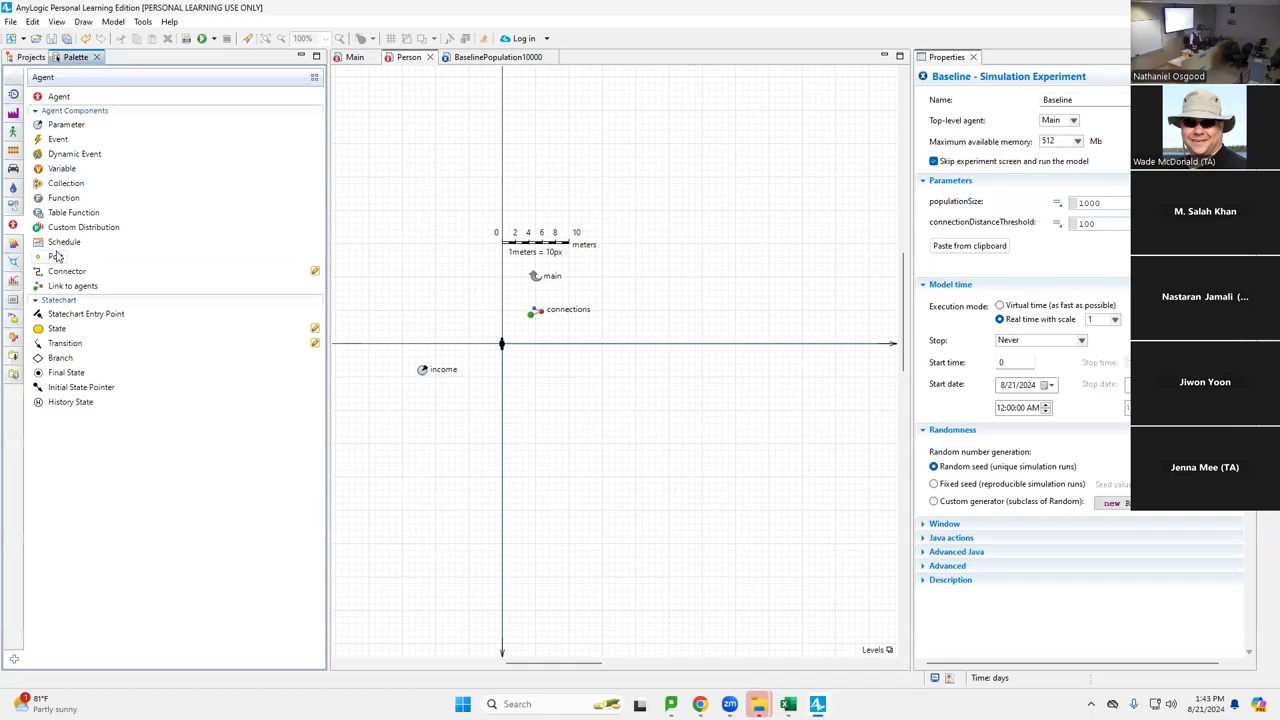 AnyLogic Personal Learning Edition [PERSONAL LEARNING USE ONLY]
File Edit View Draw Model Tools Help
100% Log in
Projects Palette Main Person BaselinePopulation10000 Properties
Agent
Agent
Agent Components
Parameter
Event
Dynamic Event
Variable
Collection
Function
Table Function
Custom Distribution
Schedule
Connector
Link to agents
Statechart
Statechart Entry Point
State
Transition
Branch
Final State
Initial State Pointer
History State
0 2 4 6 8 10
meters
1meters = 10px
main
connections
income
Levels
Baseline - Simulation Experiment
Name: Baseline
Top-level agent: Main
Maximum available memory: 512 Mb
Skip experiment screen and run the model
Parameters
populationSize: 1000
connectionDistanceThreshold: 100
Paste from clipboard
Model time
Execution mode: Virtual time (as fast as possible)
Real time with scale 1
Stop: Never
Start time: 0 Stop time:
Start date: 8/21/2024
12:00:00 AM
Randomness
Random number generation:
Random seed (unique simulation runs)
Fixed seed (reproducible simulation runs) Seed
Custom generator (subclass of Random): new
Window
Java actions
Advanced Java
Advanced
Description
Time: days
Nathaniel Osgood
Wade McDonald (TA)
M. Salah Khan
Nastaran Jamali (...
Jiwon Yoon
Jenna Mee (TA)
1
81°F
Partly sunny
Search
1:43 PM
8/21/2024